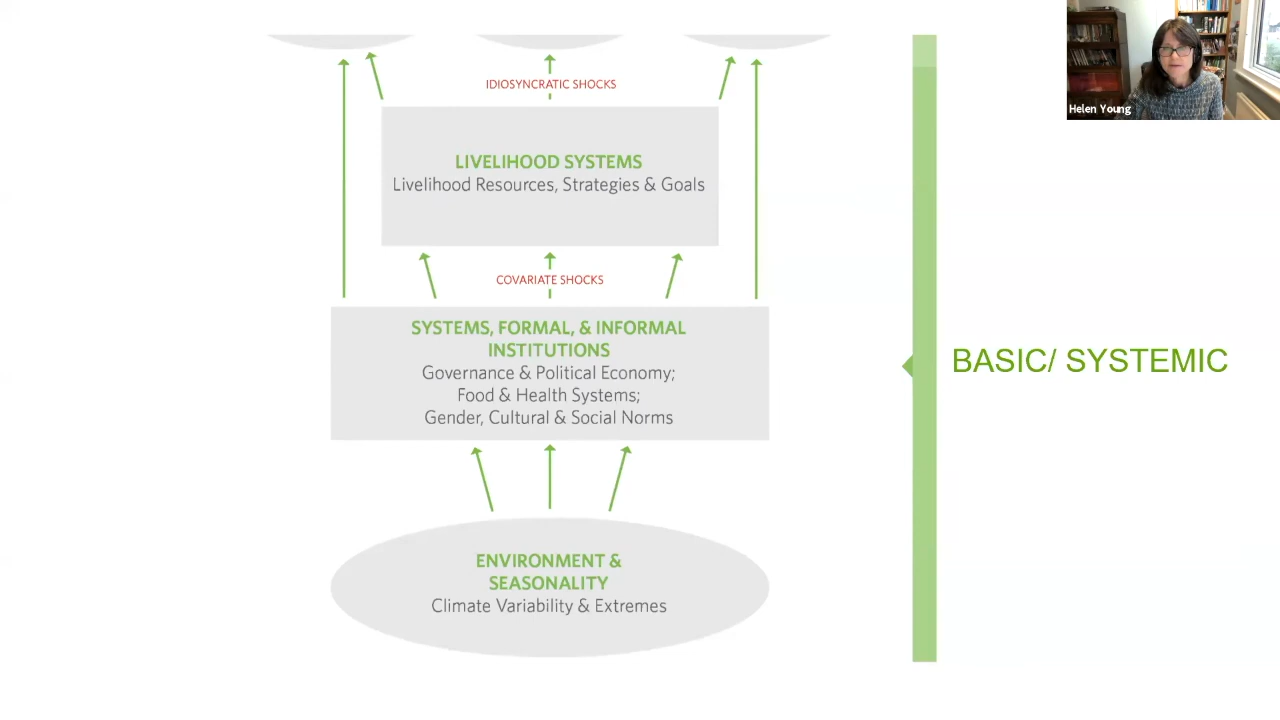 Helen Young
IDIOSYNCRATIC SHOCKS
LIVELIHOOD SYSTEMS
Livelihood Resources, Strategies & Goals
COVARIATE SHOCKS
SYSTEMS, FORMAL, & INFORMAL
INSTITUTIONS
Governance & Political Economy;
Food & Health Systems;
Gender, Cultural & Social Norms
BASIC/ SYSTEMIC
ENVIRONMENT &
SEASONALITY
Climate Variability & Extremes